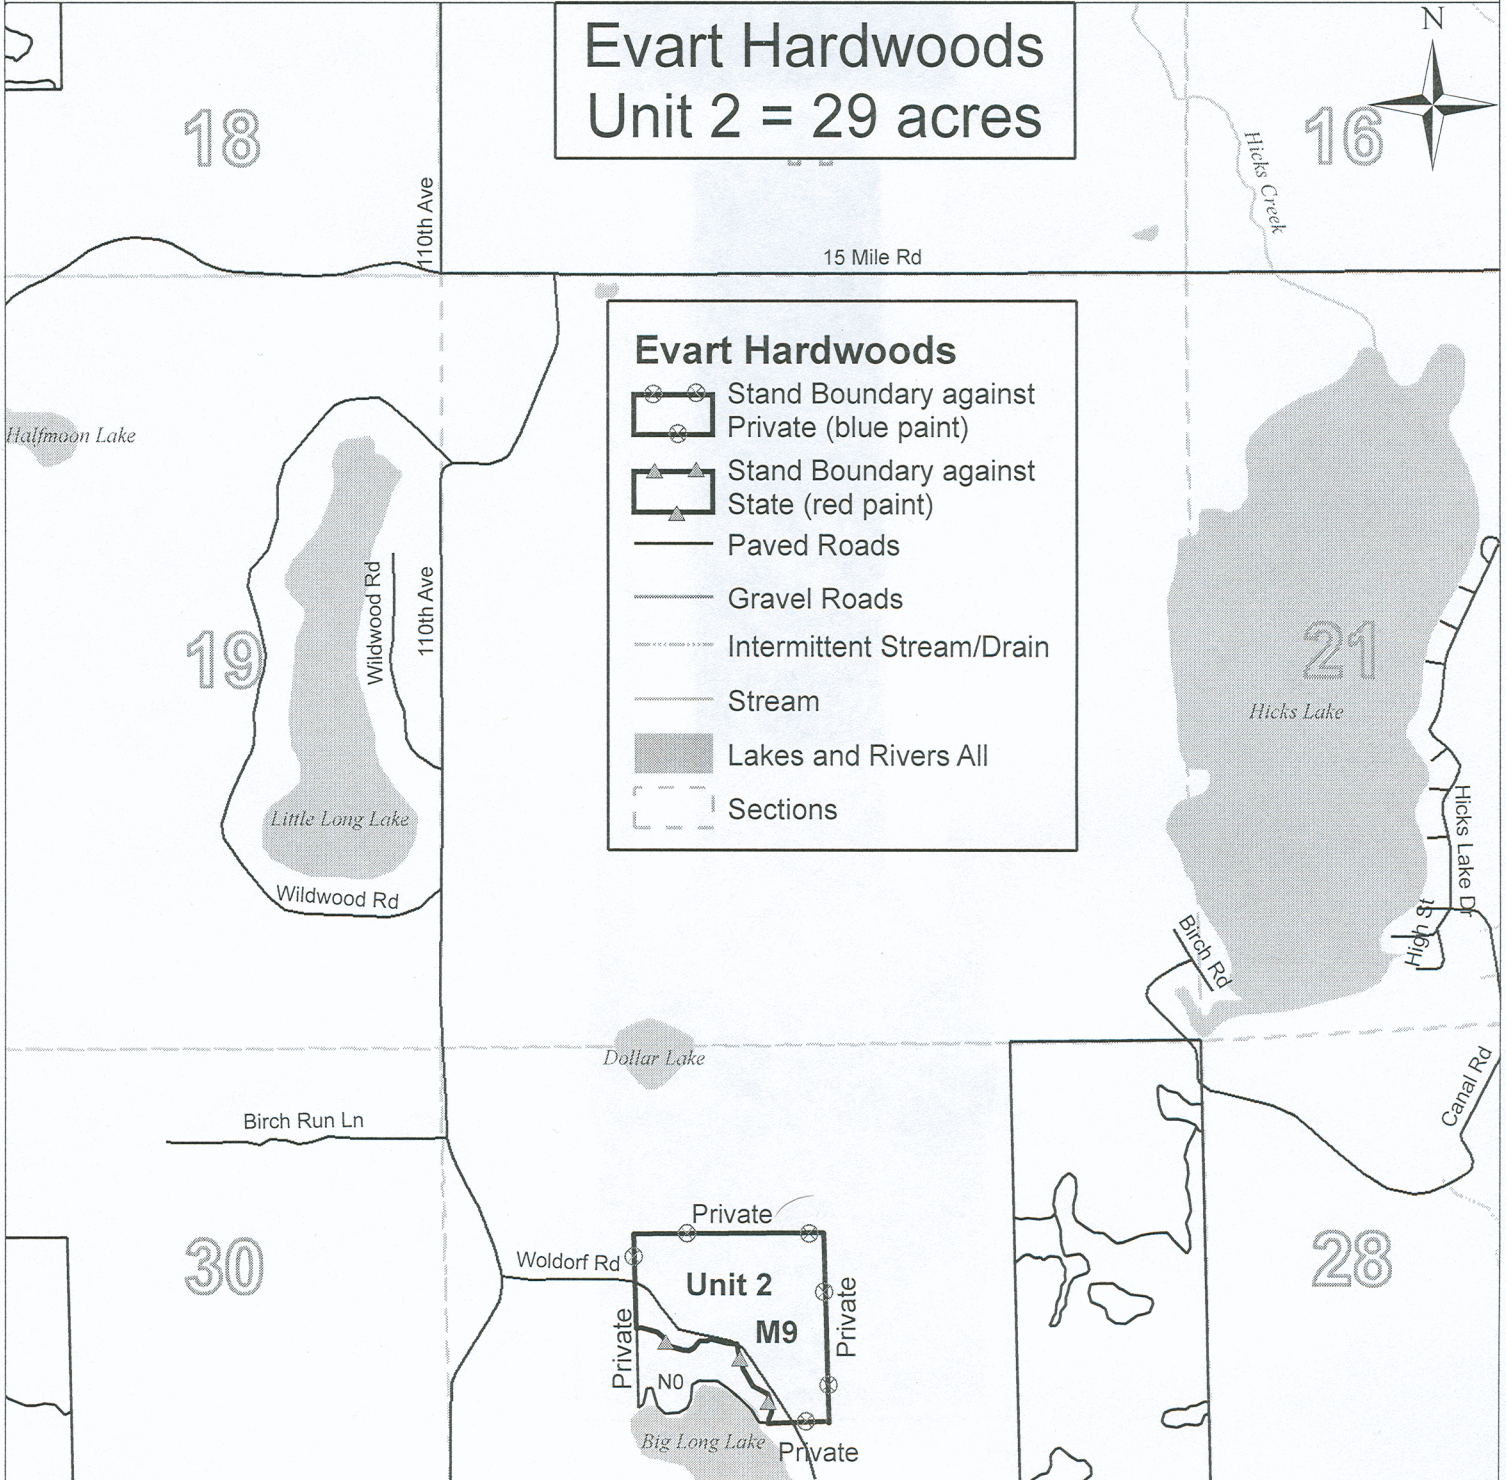 Evart Hardwoods
Unit 2 = 29 acres
N
18
16
Hicks Creek
110th Ave
15 Mile Rd
Evart Hardwoods
Stand Boundary against
Private (blue paint)
Stand Boundary against
State (red paint)
Paved Roads
Gravel Roads
Intermittent Stream/Drain
Stream
Lakes and Rivers All
Sections
Halfmoon Lake
Wildwood Rd
110th Ave
19
21
Hicks Lake
Little Long Lake
Hicks Lake Dr
Wildwood Rd
High St
Birch Rd
Dollar Lake
Canal Rd
Birch Run Ln
Private
30
Woldorf Rd
Unit 2
28
M9
Private
Private
N0
Big Long Lake
Private